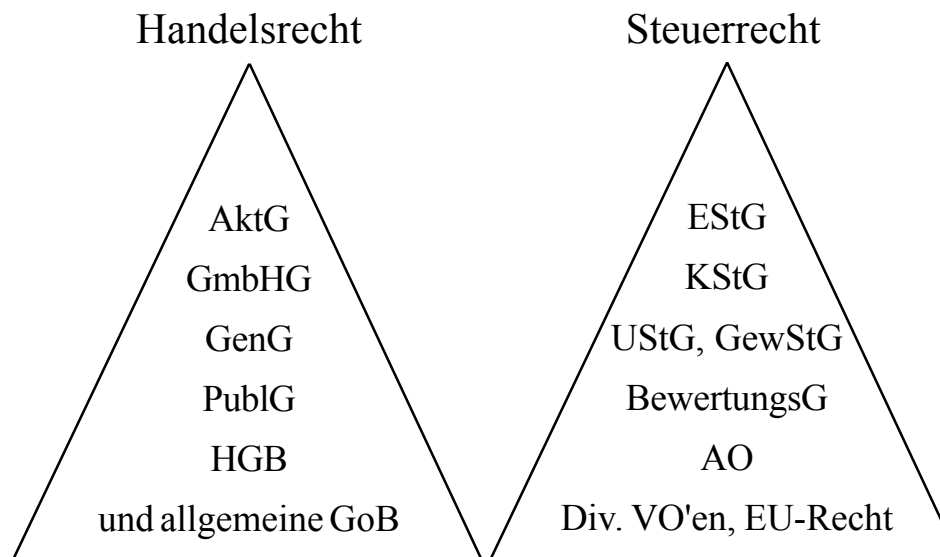 Handelsrecht
AktG
GmbHG
GenG
PublG
HGB
und allgemeine GoB
Steuerrecht
EStG
KStG
UStG, GewStG
BewertungsG
AO
Div. VO'en, EU-Recht